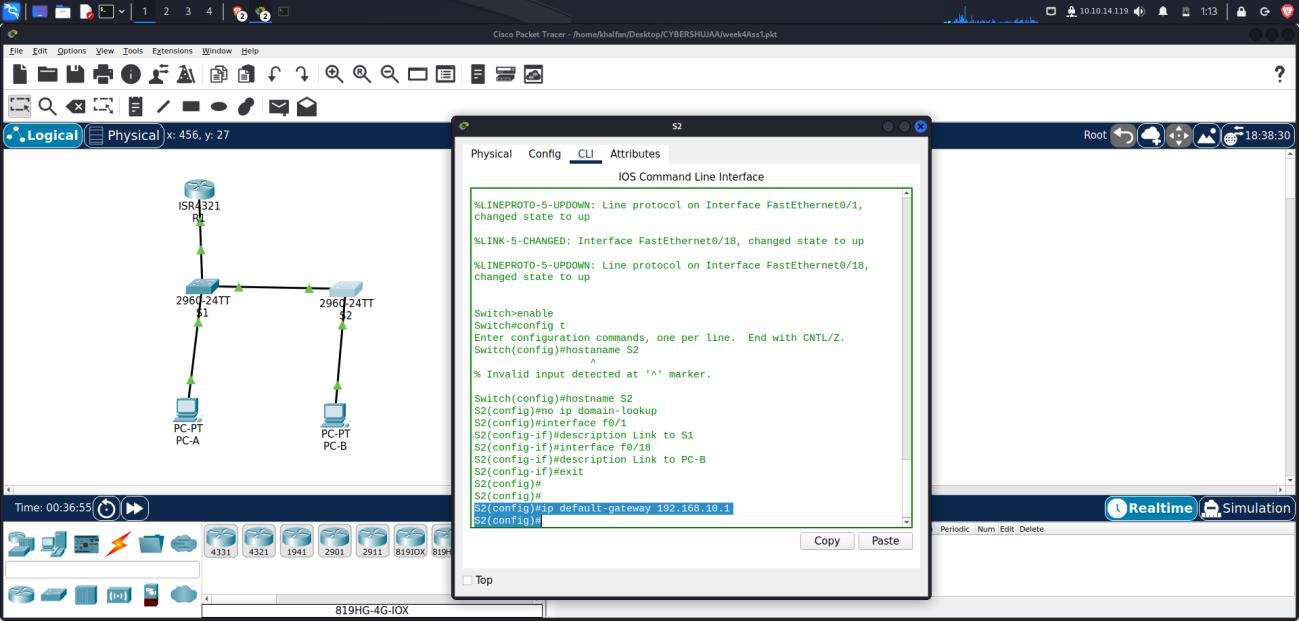 1 2 3 4 2 2 10.10.14.119 1:13
Cisco Packet Tracer - /home/khalfan/Desktop/CYBERSHUJAA/week4Ass1.pkt
File Edit Options View Tools Extensions Window Help
Logical Physical x: 456, y: 27
Root 18:38:30
ISR4321
R1
2960-24TT
S1
2960-24TT
S2
PC-PT
PC-A
PC-PT
PC-B
S2
Physical Config CLI Attributes
IOS Command Line Interface
%LINEPROTO-5-UPDOWN: Line protocol on Interface FastEthernet0/1,
changed state to up
%LINK-5-CHANGED: Interface FastEthernet0/18, changed state to up
%LINEPROTO-5-UPDOWN: Line protocol on Interface FastEthernet0/18,
changed state to up
Switch>enable
Switch#config t
Enter configuration commands, one per line. End with CNTL/Z.
Switch(config)#hostaname S2
^
% Invalid input detected at '^' marker.
Switch(config)#hostname S2
S2(config)#no ip domain-lookup
S2(config)#interface f0/1
S2(config-if)#description Link to S1
S2(config-if)#interface f0/18
S2(config-if)#description Link to PC-B
S2(config-if)#exit
S2(config)#
S2(config)#
S2(config)#ip default-gateway 192.168.10.1
S2(config)#
Copy Paste
Top
Time: 00:36:55
Realtime Simulation
4331 4321 1941 2901 2911 819IOX 819H
Periodic Num Edit Delete
819HG-4G-IOX